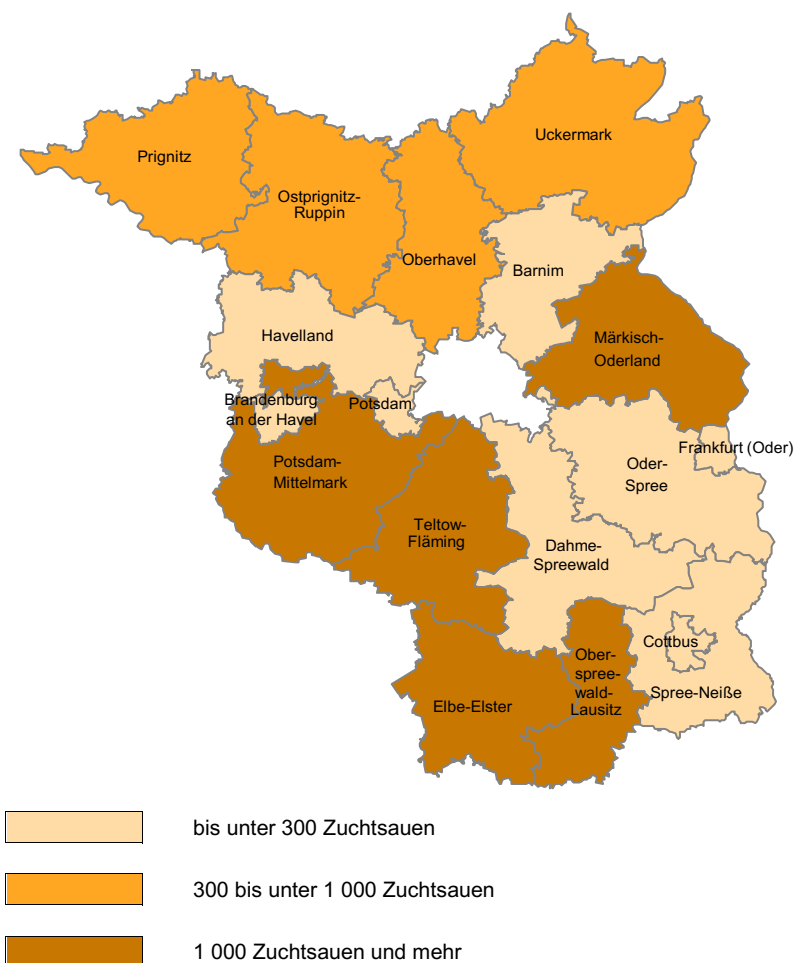 Uckermark
Prignitz
Ostprignitz-
Ruppin
Oberhavel
Barnim
Havelland
Märkisch-
Oderland
Brandenburg
an der Havel
Potsdam
Frankfurt (Oder)
Potsdam-
Mittelmark
Oder-
Spree
Teltow-
Fläming
Dahme-
Spreewald
Cottbus
Ober-
spree-
wald-
Lausitz
Spree-Neiße
Elbe-Elster
bis unter 300 Zuchtsauen
300 bis unter 1 000 Zuchtsauen
1 000 Zuchtsauen und mehr